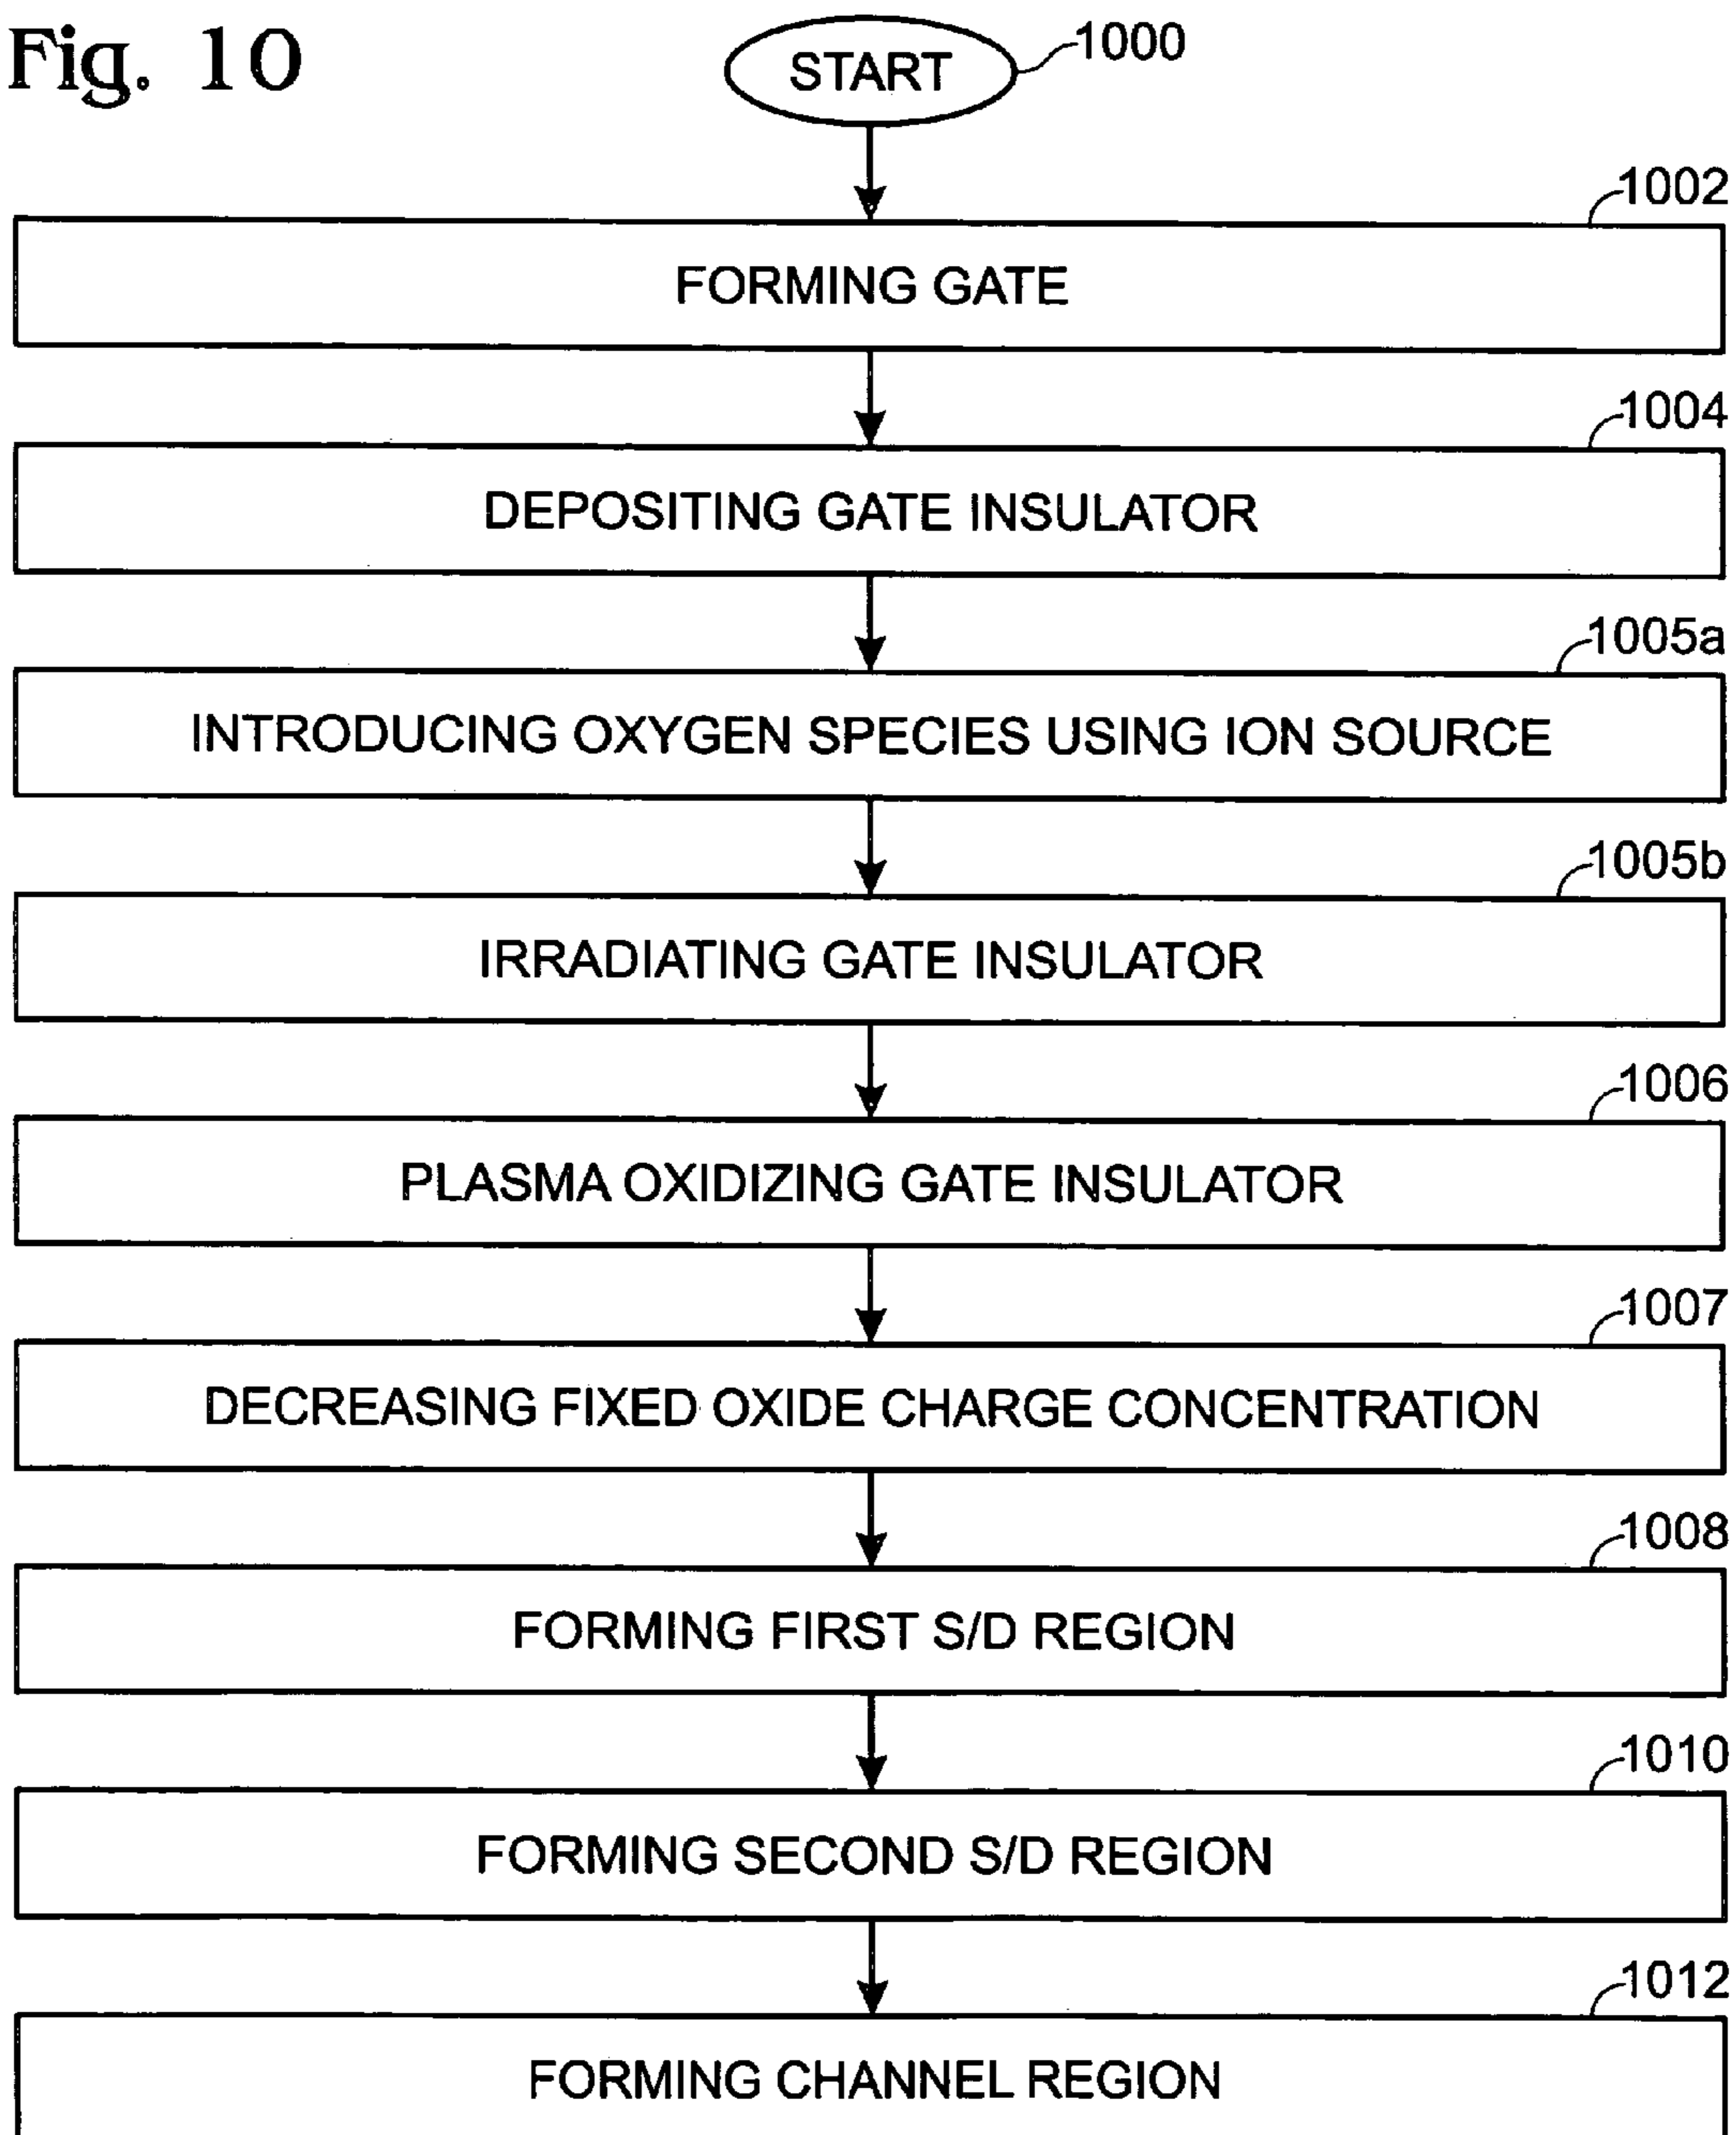 Fig. 10
START
1000
1002
FORMING GATE
1004
DEPOSITING GATE INSULATOR
1005a
INTRODUCING OXYGEN SPECIES USING ION SOURCE
1005b
IRRADIATING GATE INSULATOR
1006
PLASMA OXIDIZING GATE INSULATOR
1007
DECREASING FIXED OXIDE CHARGE CONCENTRATION
1008
FORMING FIRST S/D REGION
1010
FORMING SECOND S/D REGION
1012
FORMING CHANNEL REGION